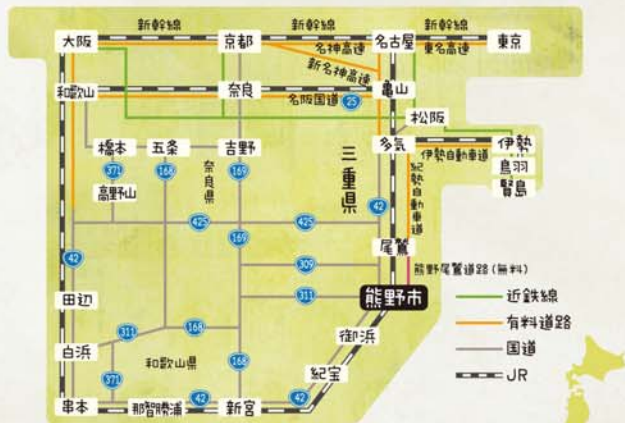 新幹線 新幹線 新幹線
大阪 京都 名古屋 東京
名神高速 東名高速
新名神高速
和歌山 奈良 亀山
名阪国道 25
松阪
橋本 五条 吉野 多気 伊勢
伊勢自動車道
鳥羽
賢島
371 168 奈良県 169 三重県 紀勢自動車道
高野山
425 425 42
169 尾鷲
42 309 熊野尾鷲道路(無料)
田辺 311 熊野市 近鉄線
311 168 御浜 有料道路
白浜 国道
371 和歌山県 168 紀宝 JR
串本 那智勝浦 42 新宮 42